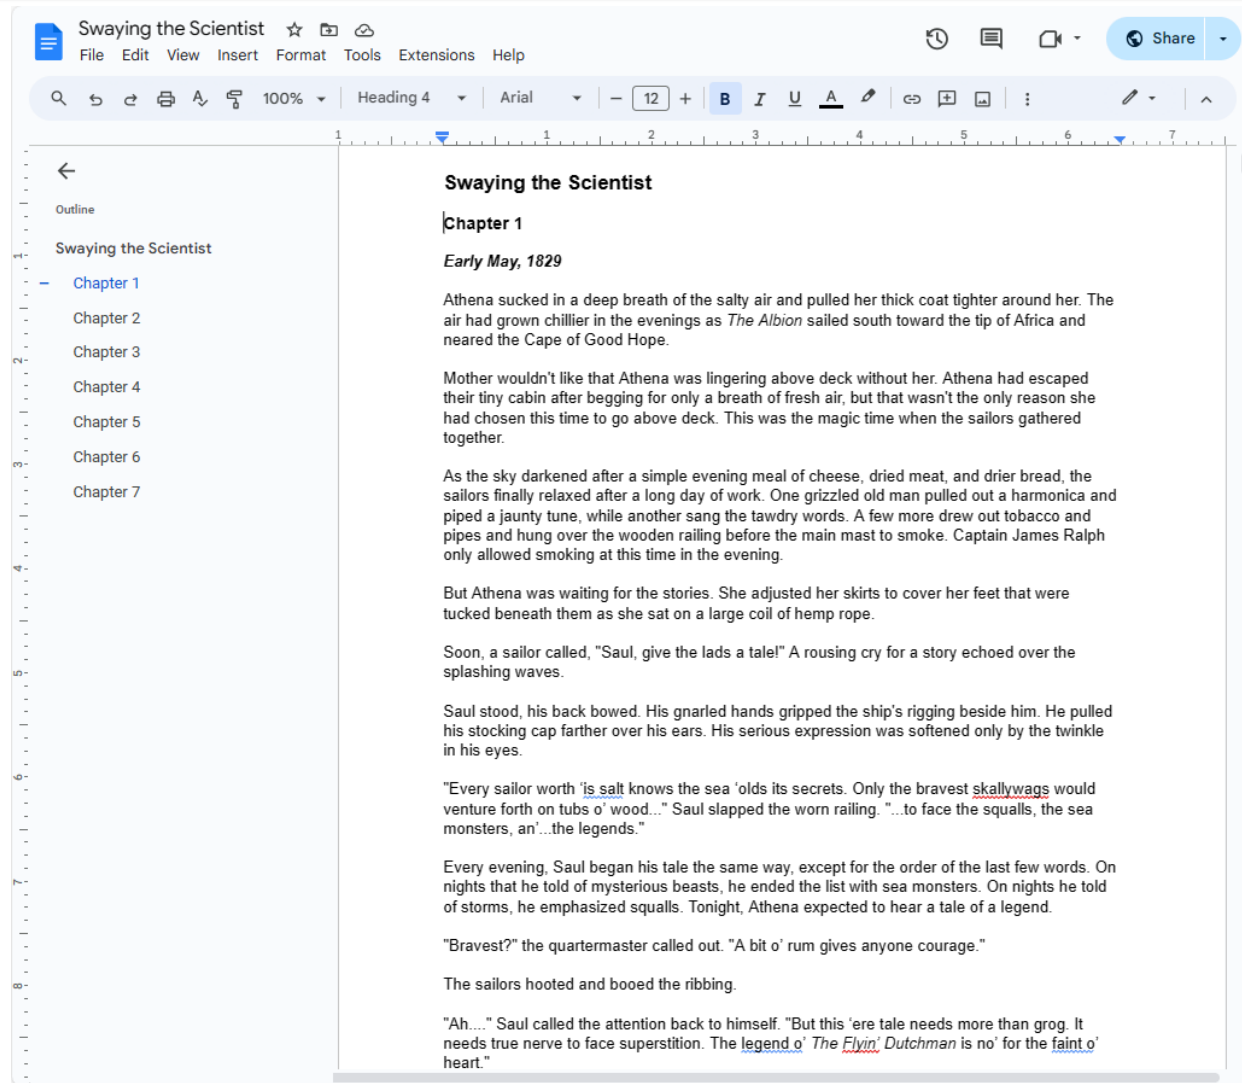 Swaying the Scientist
File Edit View Insert Format Tools Extensions Help
Share
100% Heading 4 Arial 12 B I U A
1 1 2 3 4 5 6 7
Outline
Swaying the Scientist
Chapter 1
Chapter 2
Chapter 3
Chapter 4
Chapter 5
Chapter 6
Chapter 7
1
2
3
4
5
6
7
8
Swaying the Scientist
Chapter 1
Early May, 1829
Athena sucked in a deep breath of the salty air and pulled her thick coat tighter around her. The
air had grown chillier in the evenings as The Albion sailed south toward the tip of Africa and
neared the Cape of Good Hope.
Mother wouldn't like that Athena was lingering above deck without her. Athena had escaped
their tiny cabin after begging for only a breath of fresh air, but that wasn't the only reason she
had chosen this time to go above deck. This was the magic time when the sailors gathered
together.
As the sky darkened after a simple evening meal of cheese, dried meat, and drier bread, the
sailors finally relaxed after a long day of work. One grizzled old man pulled out a harmonica and
piped a jaunty tune, while another sang the tawdry words. A few more drew out tobacco and
pipes and hung over the wooden railing before the main mast to smoke. Captain James Ralph
only allowed smoking at this time in the evening.
But Athena was waiting for the stories. She adjusted her skirts to cover her feet that were
tucked beneath them as she sat on a large coil of hemp rope.
Soon, a sailor called, "Saul, give the lads a tale!" A rousing cry for a story echoed over the
splashing waves.
Saul stood, his back bowed. His gnarled hands gripped the ship's rigging beside him. He pulled
his stocking cap farther over his ears. His serious expression was softened only by the twinkle
in his eyes.
"Every sailor worth ‘is salt knows the sea ‘olds its secrets. Only the bravest skallywags would
venture forth on tubs o’ wood..." Saul slapped the worn railing. "...to face the squalls, the sea
monsters, an’...the legends."
Every evening, Saul began his tale the same way, except for the order of the last few words. On
nights that he told of mysterious beasts, he ended the list with sea monsters. On nights he told
of storms, he emphasized squalls. Tonight, Athena expected to hear a tale of a legend.
"Bravest?" the quartermaster called out. "A bit o’ rum gives anyone courage."
The sailors hooted and booed the ribbing.
"Ah...." Saul called the attention back to himself. "But this ‘ere tale needs more than grog. It
needs true nerve to face superstition. The legend o’ The Flyin’ Dutchman is no’ for the faint o’
heart."